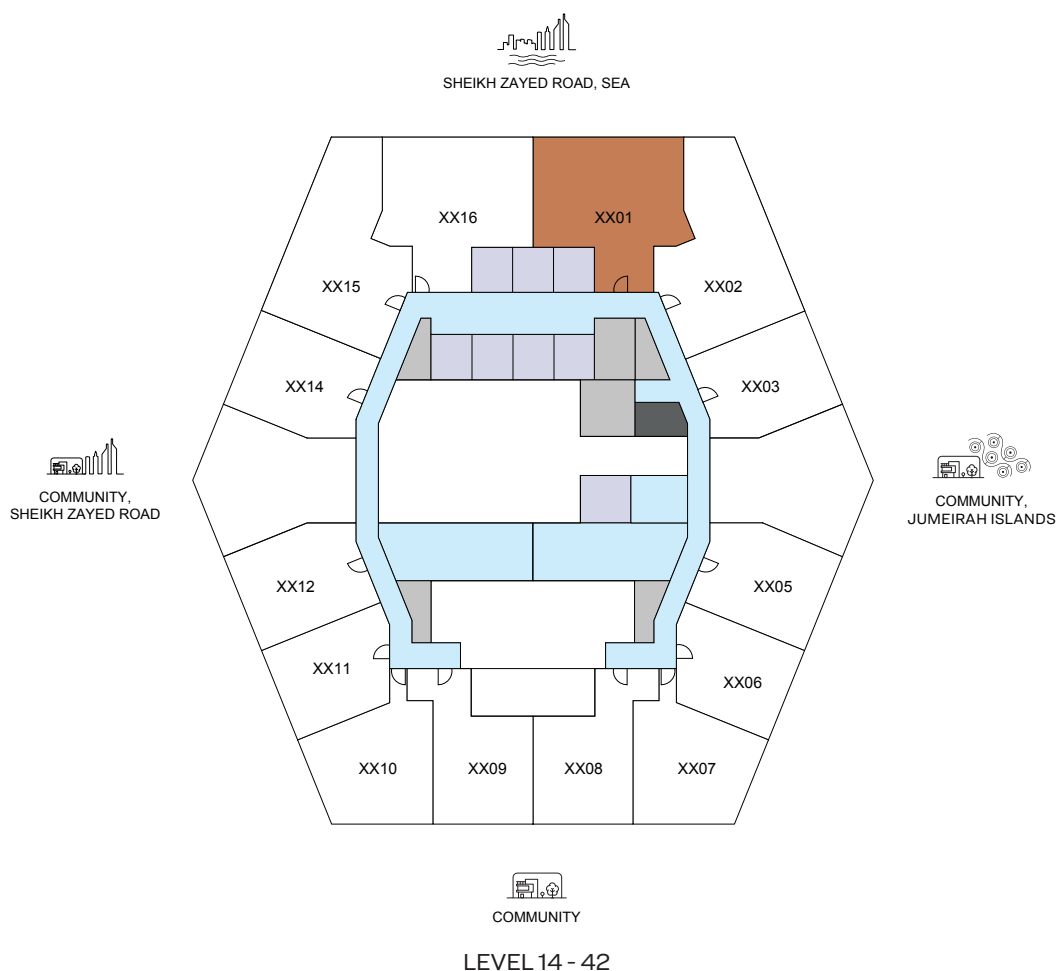 SHEIKH ZAYED ROAD, SEA
XX16
XX01
XX15
XX02
XX14
XX03
COMMUNITY,
SHEIKH ZAYED ROAD
COMMUNITY,
JUMEIRAH ISLANDS
XX12
XX05
XX11
XX06
XX10
XX09
XX08
XX07
COMMUNITY
LEVEL 14 - 42